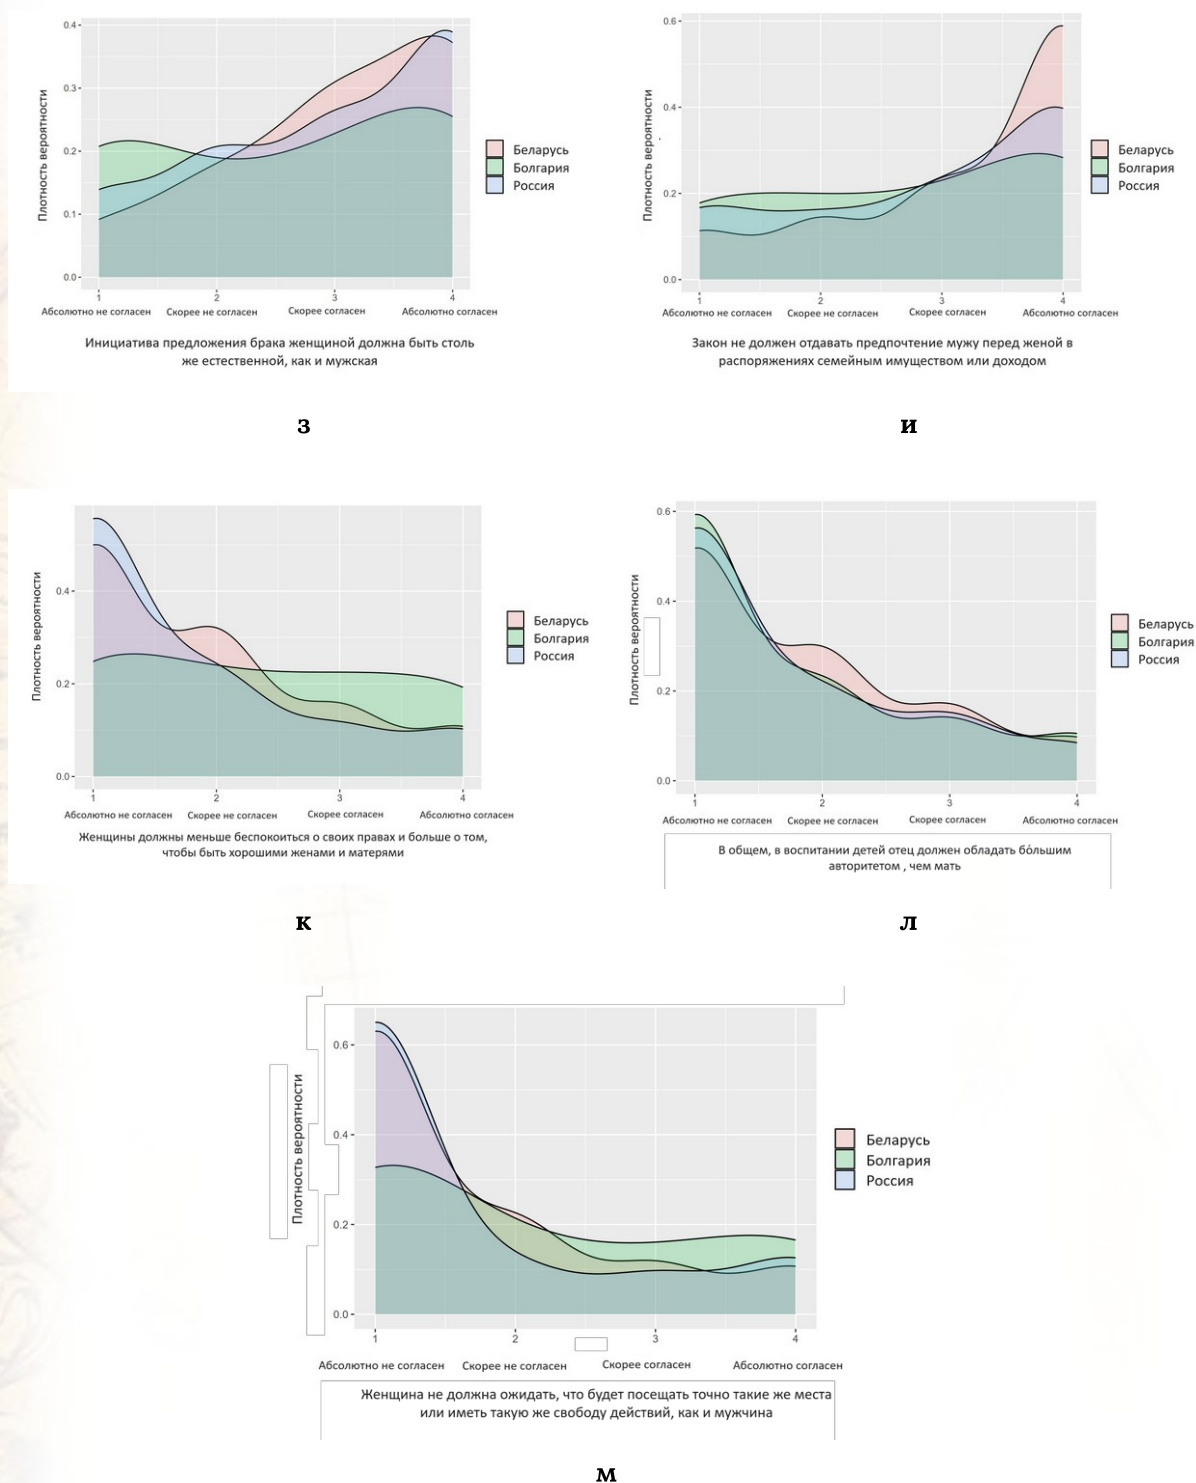 0.4
0.3
0.2
0.1
0.0
Плотность вероятности
1 2 3 4
Абсолютно не согласен Скорее не согласен Скорее согласен Абсолютно согласен
Инициатива предложения брака женщиной должна быть столь
же естественной, как и мужская
Беларусь
Болгария
Россия
з
0.6
0.4
0.2
0.0
Плотность вероятности
1 2 3 4
Абсолютно не согласен Скорее не согласен Скорее согласен Абсолютно согласен
Закон не должен отдавать предпочтение мужу перед женой в
распоряжениях семейным имуществом или доходом
Беларусь
Болгария
Россия
и
0.4
0.2
0.0
Плотность вероятности
1 2 3 4
Абсолютно не согласен Скорее не согласен Скорее согласен Абсолютно согласен
Женщины должны меньше беспокоиться о своих правах и больше о том,
чтобы быть хорошими женами и матерями
Беларусь
Болгария
Россия
к
0.6
0.4
0.2
0.0
Плотность вероятности
1 2 3 4
Абсолютно не согласен Скорее не согласен Скорее согласен Абсолютно согласен
В общем, в воспитании детей отец должен обладать бóльшим
авторитетом , чем мать
Беларусь
Болгария
Россия
л
0.6
0.4
0.2
0.0
Плотность вероятности
1 2 3 4
Абсолютно не согласен Скорее не согласен Скорее согласен Абсолютно согласен
Женщина не должна ожидать, что будет посещать точно такие же места
или иметь такую же свободу действий, как и мужчина
Беларусь
Болгария
Россия
м